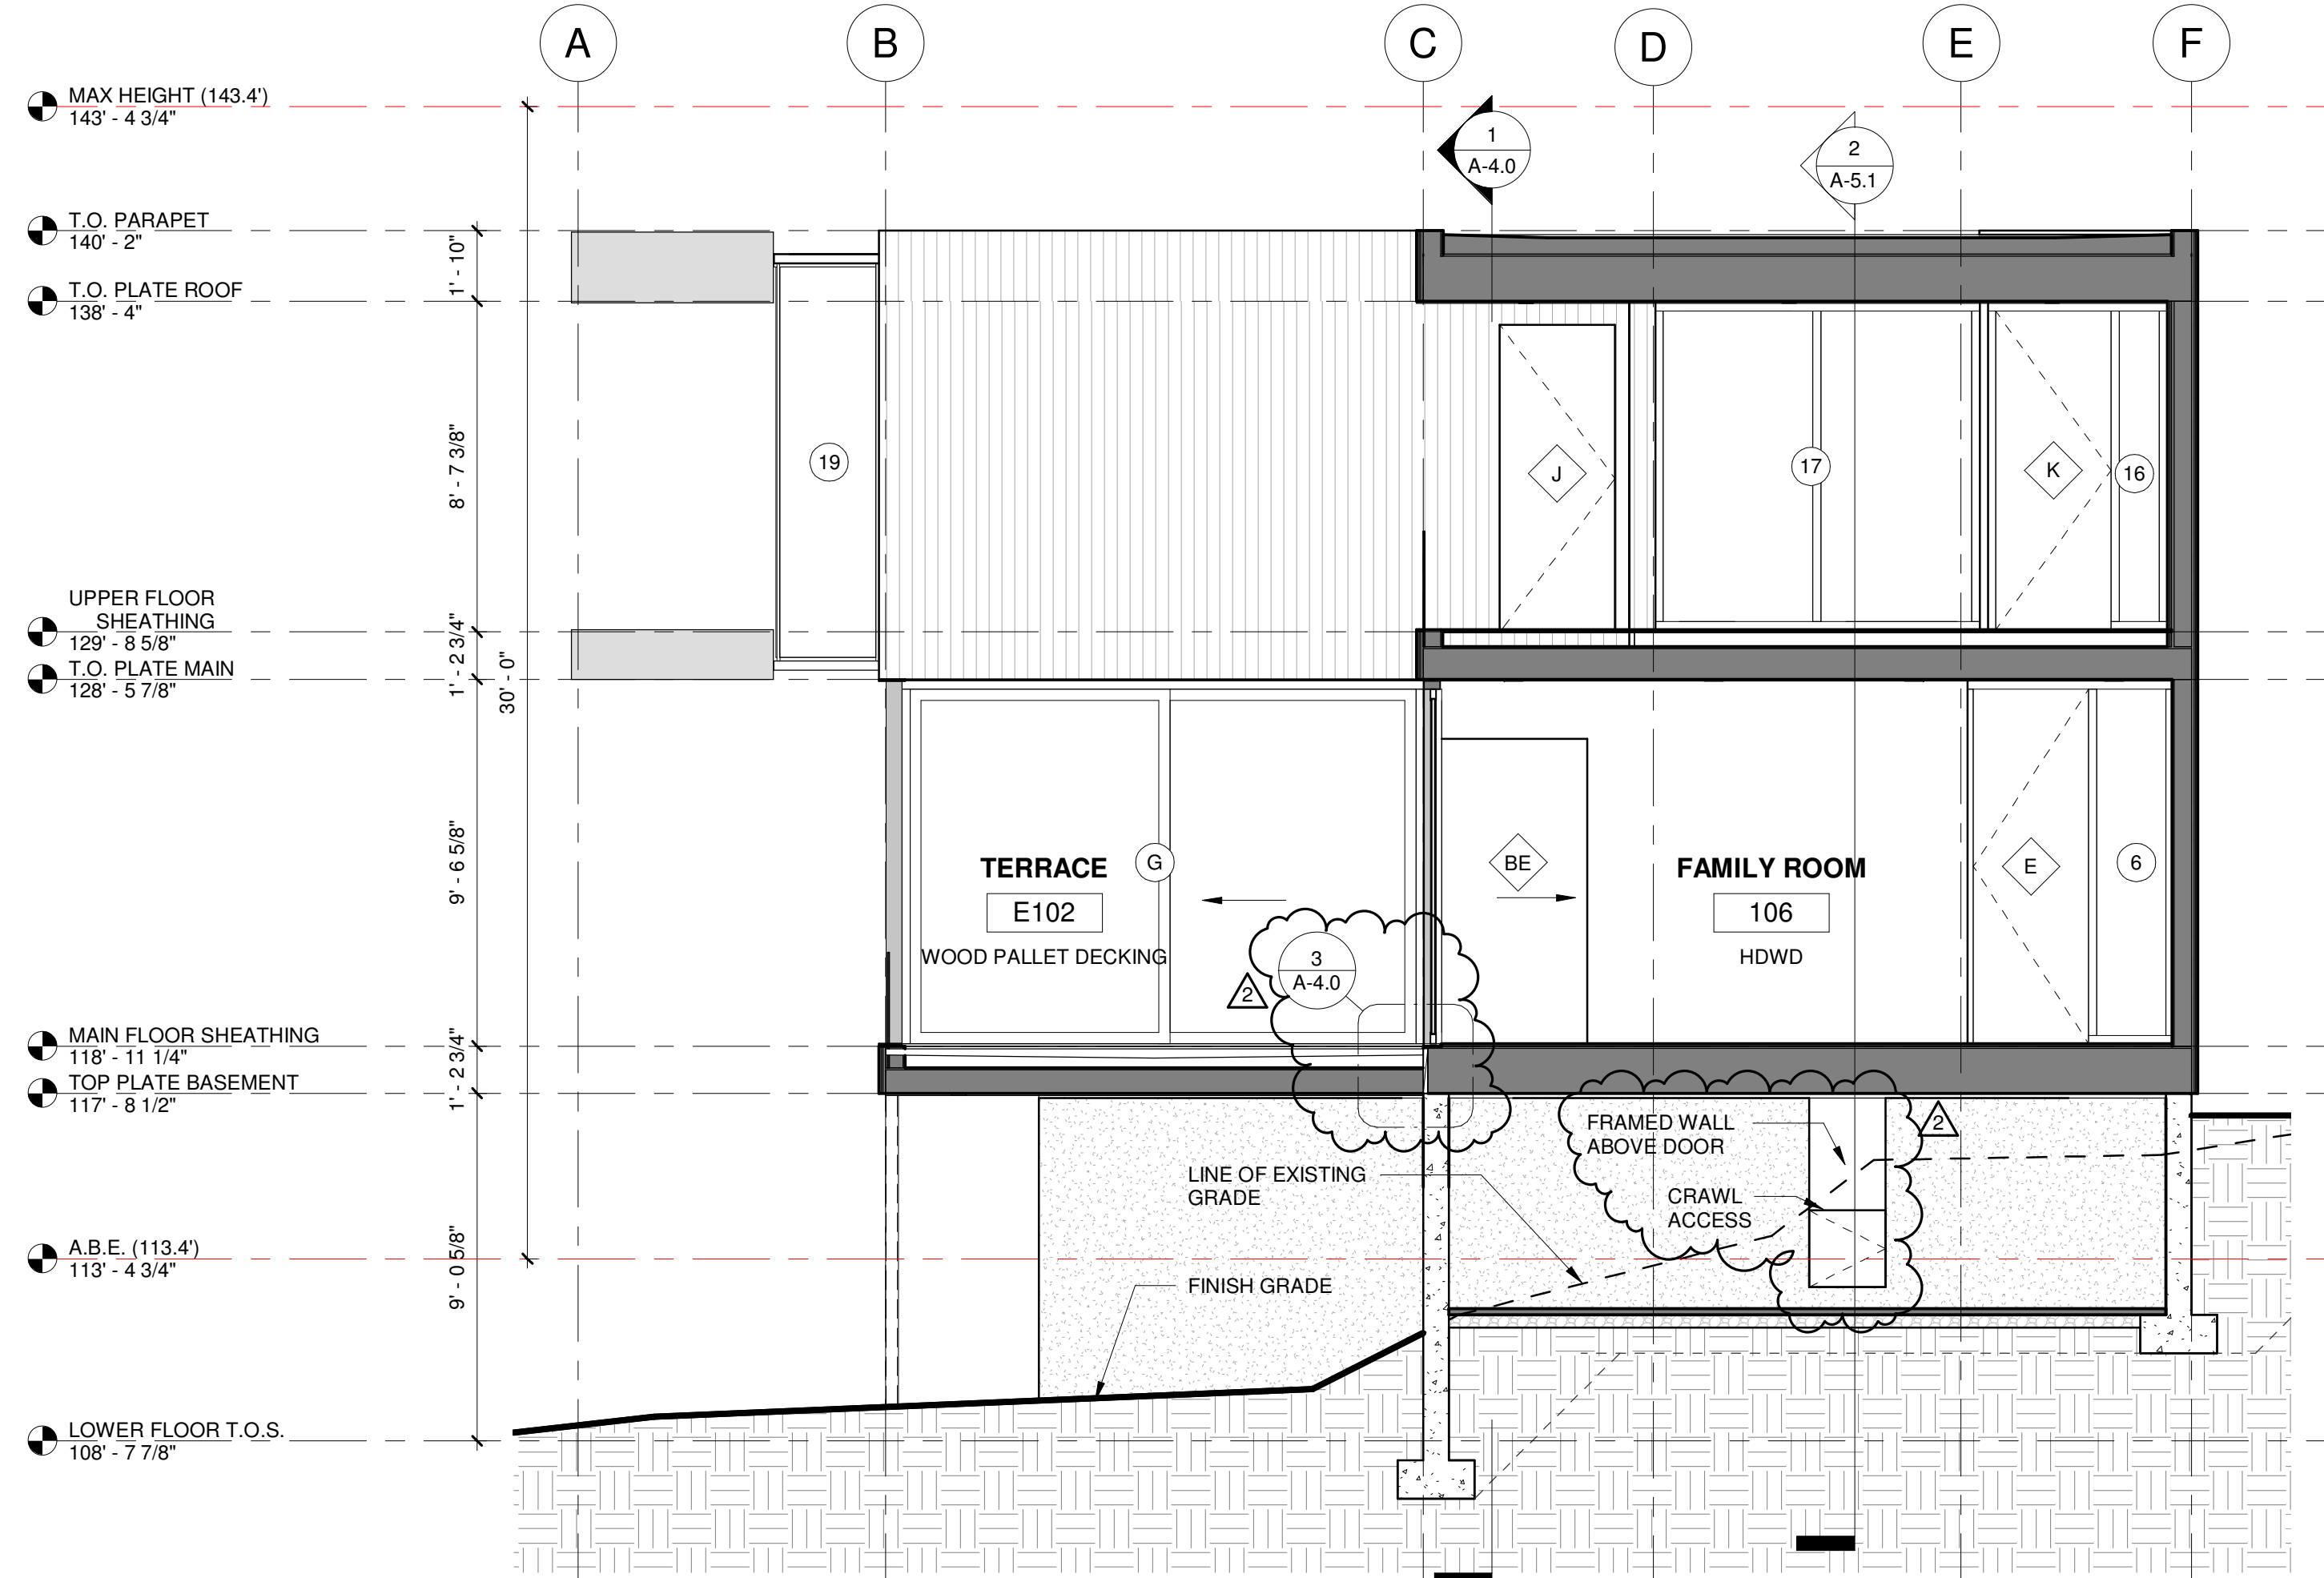 A
B
C
D
E
F
MAX HEIGHT (143.4')
143' - 4 3/4"
1
A-4.0
2
A-5.1
T.O. PARAPET
140' - 2"
1' - 10"
T.O. PLATE ROOF
138' - 4"
8' - 7 3/8"
19
J
17
K
16
UPPER FLOOR
SHEATHING
129' - 8 5/8"
1' - 2 3/4"
30' - 0"
T.O. PLATE MAIN
128' - 5 7/8"
9' - 6 5/8"
TERRACE
E102
WOOD PALLET DECKING
G
BE
FAMILY ROOM
106
HDWD
E
6
3
A-4.0
2
MAIN FLOOR SHEATHING
118' - 11 1/4"
1' - 2 3/4"
TOP PLATE BASEMENT
117' - 8 1/2"
FRAMED WALL
ABOVE DOOR
2
LINE OF EXISTING
GRADE
CRAWL
ACCESS
A.B.E. (113.4')
113' - 4 3/4"
9' - 0 5/8"
FINISH GRADE
LOWER FLOOR T.O.S.
108' - 7 7/8"